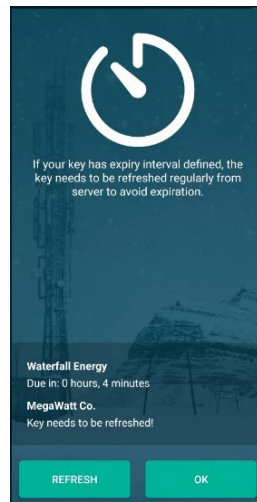 If your key has expiry interval defined, the
key needs to be refreshed regularly from
server to avoid expiration.
Waterfall Energy
Due in: 0 hours, 4 minutes
MegaWatt Co.
Key needs to be refreshed!
REFRESH
OK